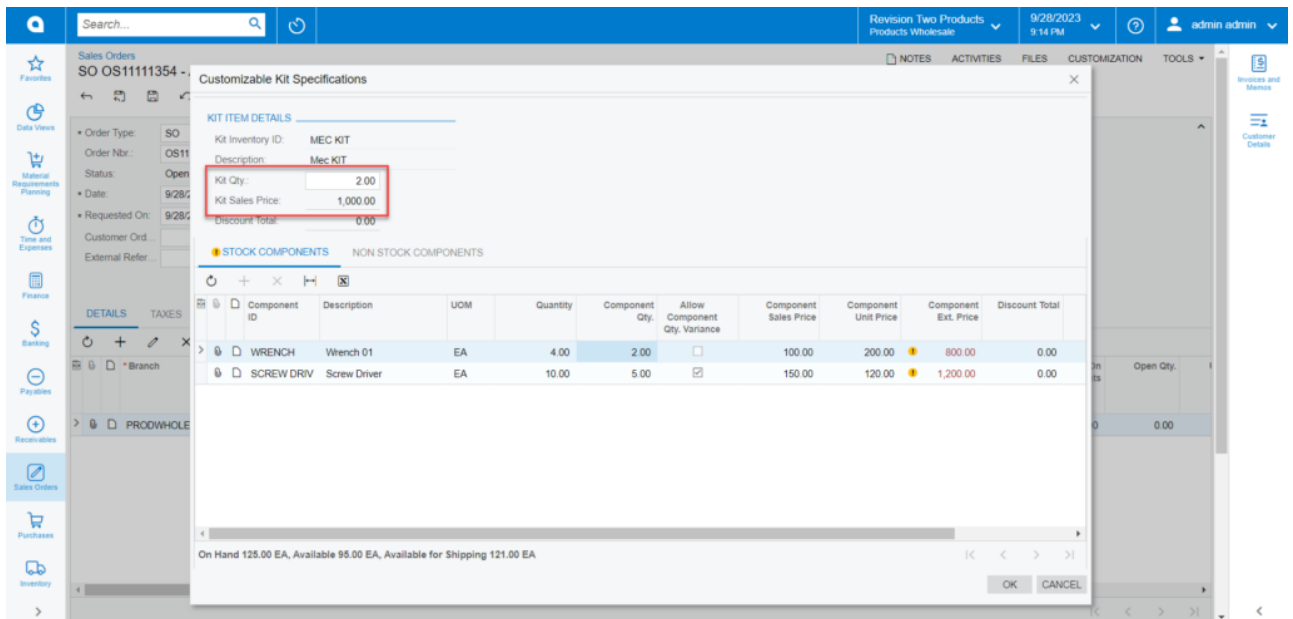 Search...
Revision Two Products
Products Wholesale
9/28/2023
9:14 PM
admin admin
Favorites
Data Views
Material Requirements Planning
Time and Expenses
Finance
Banking
Payables
Receivables
Sales Orders
Purchases
Inventory
Sales Orders
SO OS11111354 -
NOTES ACTIVITIES FILES CUSTOMIZATION TOOLS
Order Type: SO
Order Nbr.: OS11
Status: Open
Date: 9/28/2
Requested On: 9/28/2
Customer Ord...
External Refer...
DETAILS TAXES
Branch
PRODWHOLE
Customizable Kit Specifications
KIT ITEM DETAILS
Kit Inventory ID: MEC KIT
Description: Mec KIT
Kit Qty.: 2.00
Kit Sales Price: 1,000.00
Discount Total: 0.00
STOCK COMPONENTS NON STOCK COMPONENTS
Component ID Description UOM Quantity Component Qty. Allow Component Qty. Variance Component Sales Price Component Unit Price Component Ext. Price Discount Total
WRENCH Wrench 01 EA 4.00 2.00 100.00 200.00 800.00 0.00
SCREW DRIV Screw Driver EA 10.00 5.00 150.00 120.00 1,200.00 0.00
On Hand 125.00 EA, Available 95.00 EA, Available for Shipping 121.00 EA
OK CANCEL
Open Qty.
0.00
Invoices and Memos
Customer Details